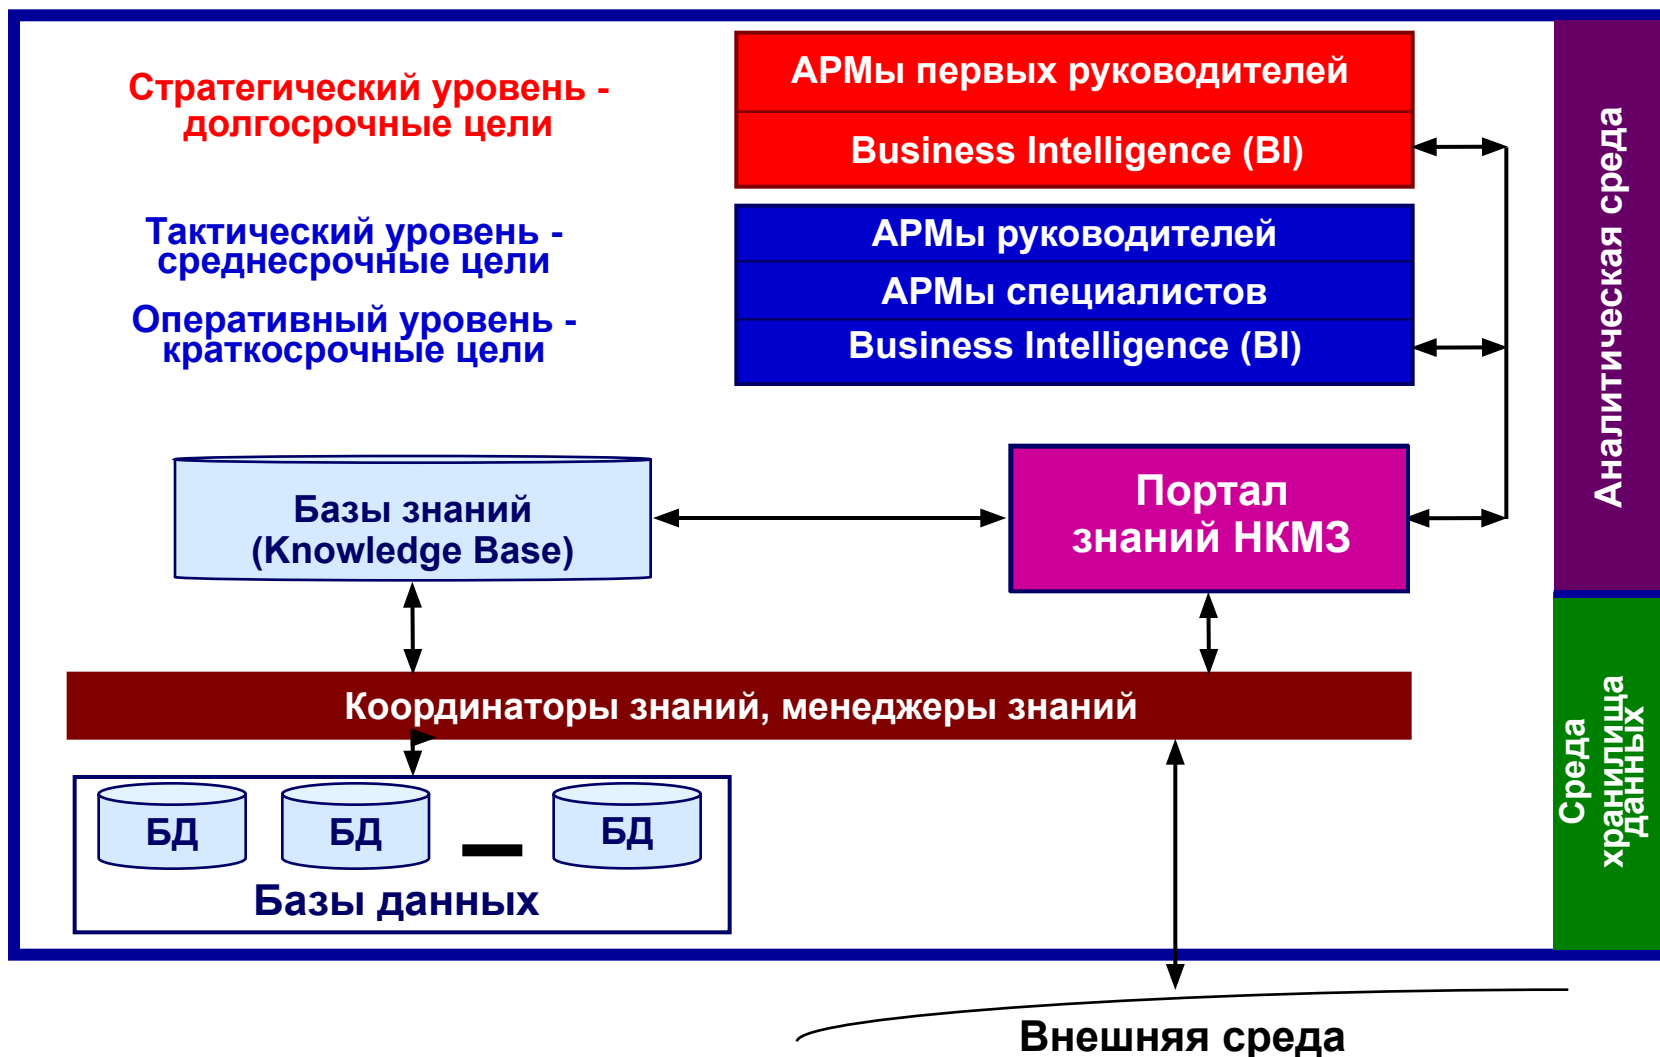 Стратегический уровень -
долгосрочные цели
АРМы первых руководителей
Business Intelligence (BI)
Тактический уровень -
среднесрочные цели
Оперативный уровень -
краткосрочные цели
АРМы руководителей
АРМы специалистов
Business Intelligence (BI)
Аналитическая среда
Базы знаний
(Knowledge Base)
Портал
знаний НКМЗ
Координаторы знаний, менеджеры знаний
Среда
хранилища
данных
БД
БД
БД
Базы данных
Внешняя среда